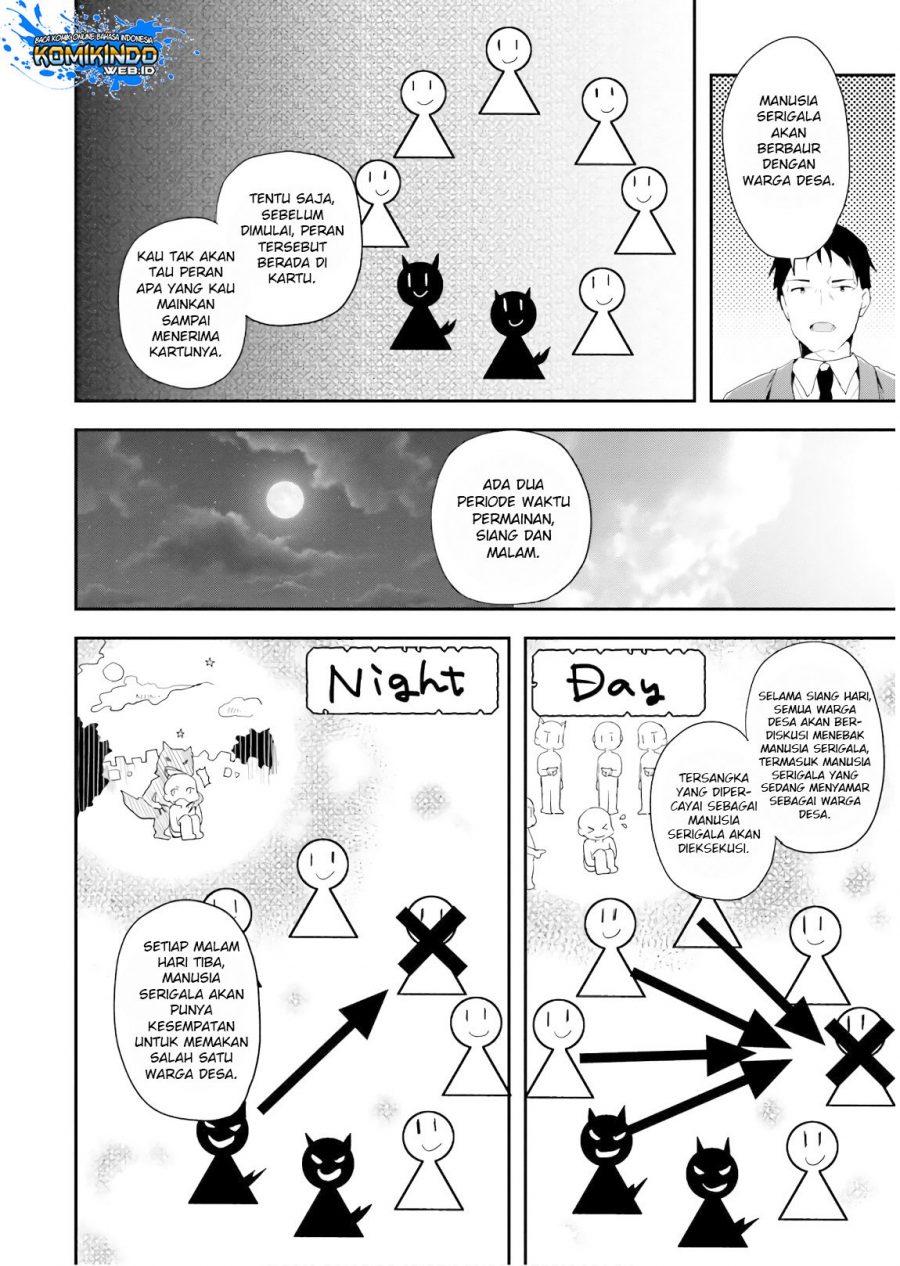 BACA KOMIK ONLINE BAHASA INDONESIA
KOMIKINDO
WEB.ID
MANUSIA
SERIGALA
AKAN
BERBAUR
DENGAN
WARGA DESA.
TENTU SAJA,
SEBELUM
DIMULAI, PERAN
TERSEBUT
BERADA DI
KARTU.
KAU TAK AKAN
TAU PERAN
APA YANG KAU
MAINKAN
SAMPAI
MENERIMA
KARTUNYA.
ADA DUA
PERIODE WAKTU
PERMAINAN,
SIANG DAN
MALAM.
Day
SELAMA SIANG HARI,
SEMUA WARGA
DESA AKAN BER-
DISKUSI MENEBAK
MANUSIA SERIGALA,
TERMASUK MANUSIA
SERIGALA YANG
SEDANG MENYAMAR
SEBAGAI WARGA
DESA.
TERSANGKA
YANG DIPER-
CAYAI SEBAGAI
MANUSIA
SERIGALA AKAN
DIEKSEKUSI.
Night
SETIAP MALAM
HARI TIBA,
MANUSIA
SERIGALA AKAN
PUNYA
KESEMPATAN
UNTUK MEMAKAN
SALAH SATU
WARGA DESA.